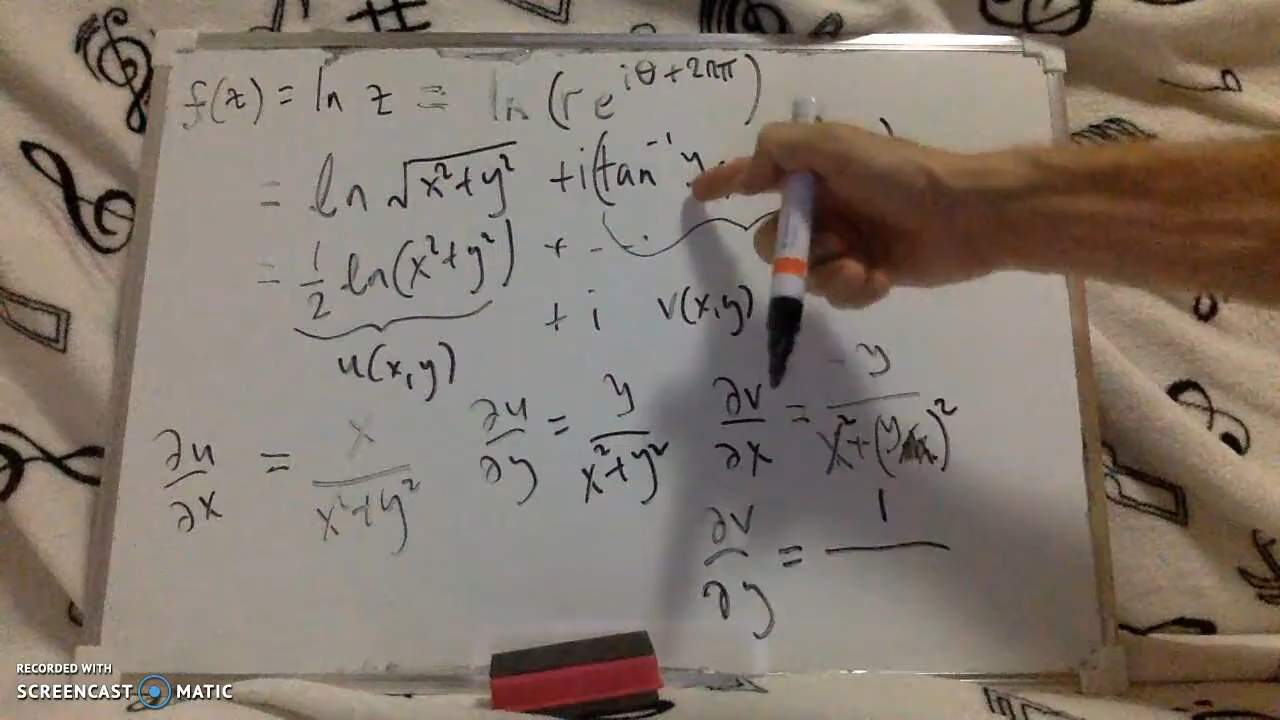 f(z) = ln z = ln(re^{iθ+2nπ})
= ln √(x²+y²) + i(tan⁻¹ y )
= 1/2 ln(x²+y²) + -
u(x,y) + i v(x,y)
∂u/∂x = x/(x²+y²) ∂u/∂y = y/(x²+y²) ∂v/∂x = -y/(x²+(y)²)
∂v/∂y = 1/
RECORDED WITH
SCREENCAST MATIC